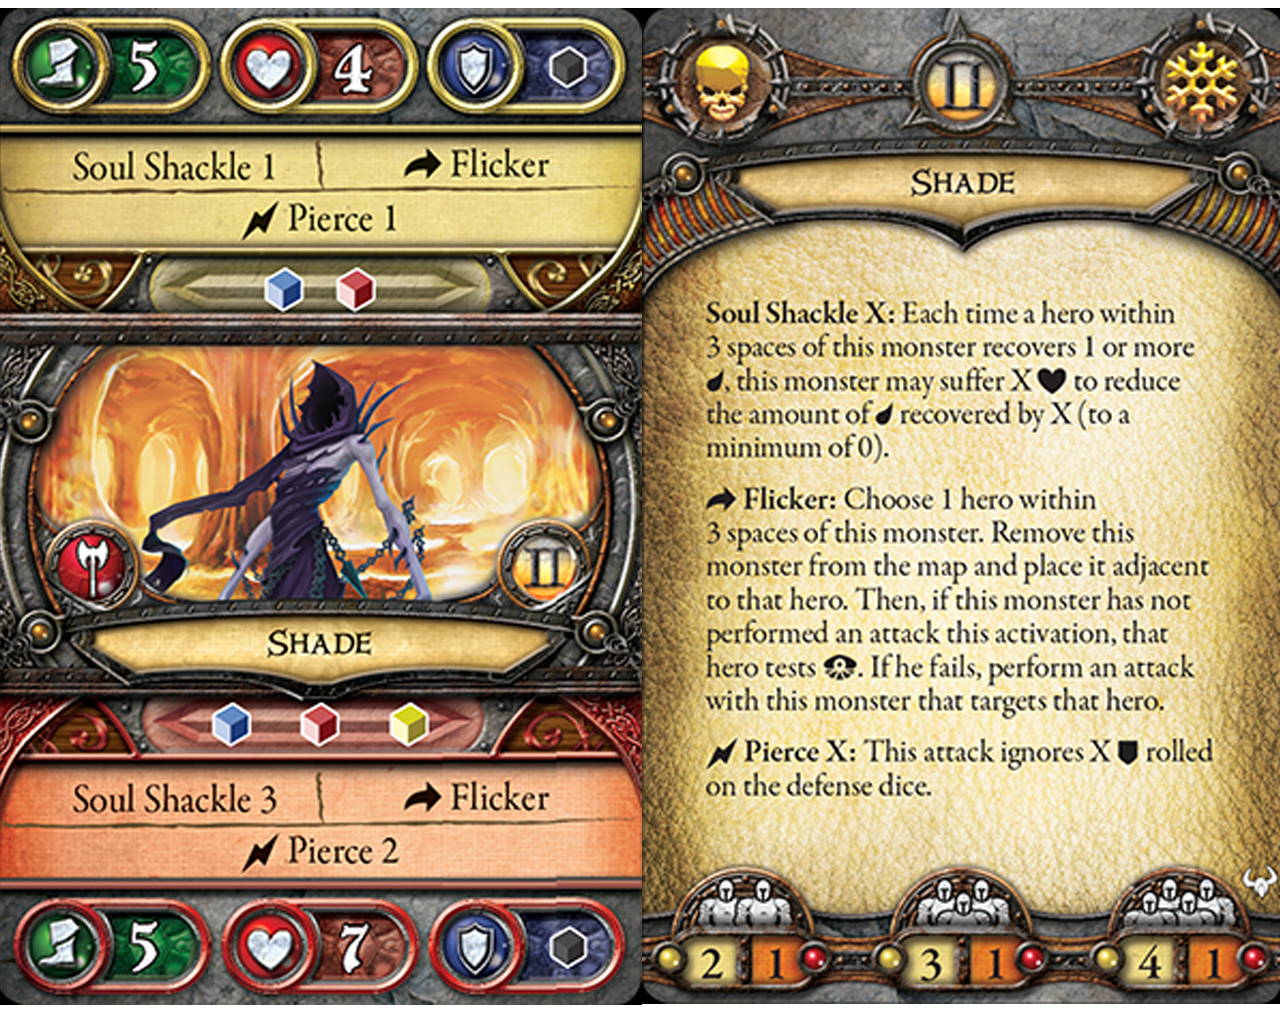 5 4
Soul Shackle 1 Flicker
Pierce 1
II
SHADE
Soul Shackle 3 Flicker
Pierce 2
5 7
II
SHADE
Soul Shackle X: Each time a hero within
3 spaces of this monster recovers 1 or more
, this monster may suffer X to reduce
the amount of recovered by X (to a
minimum of 0).
Flicker: Choose 1 hero within
3 spaces of this monster. Remove this
monster from the map and place it adjacent
to that hero. Then, if this monster has not
performed an attack this activation, that
hero tests . If he fails, perform an attack
with this monster that targets that hero.
Pierce X: This attack ignores X rolled
on the defense dice.
2 1 3 1 4 1